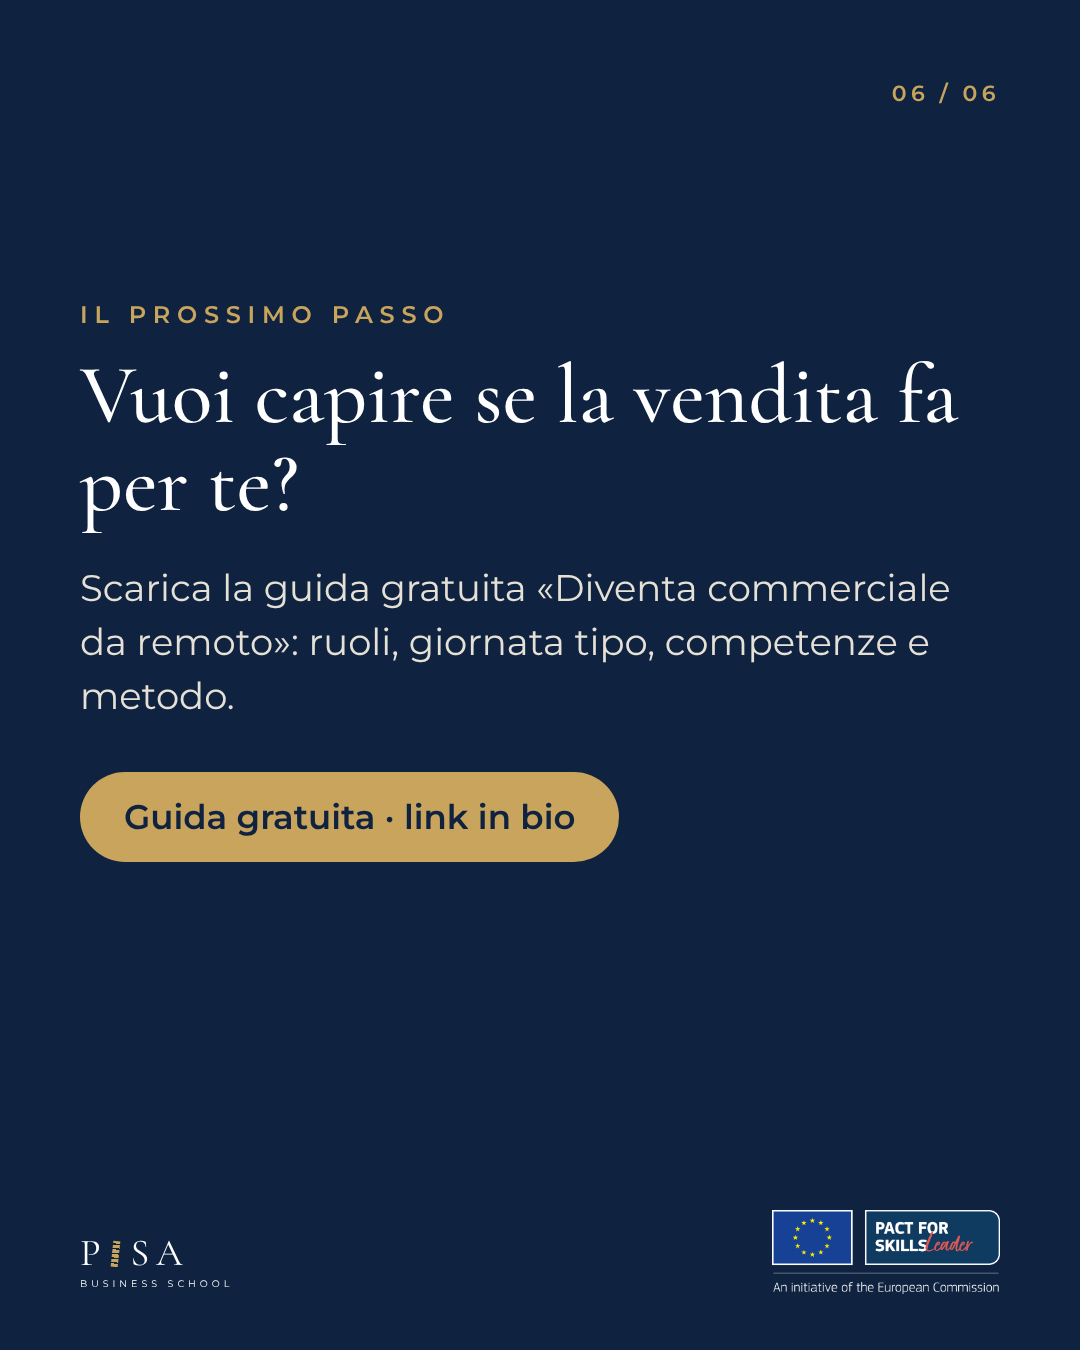 06 / 06
IL PROSSIMO PASSO
Vuoi capire se la vendita fa
per te?
Scarica la guida gratuita «Diventa commerciale
da remoto»: ruoli, giornata tipo, competenze e
metodo.
Guida gratuita · link in bio
PISA
BUSINESS SCHOOL
PACT FOR
SKILLS Leader
An initiative of the European Commission